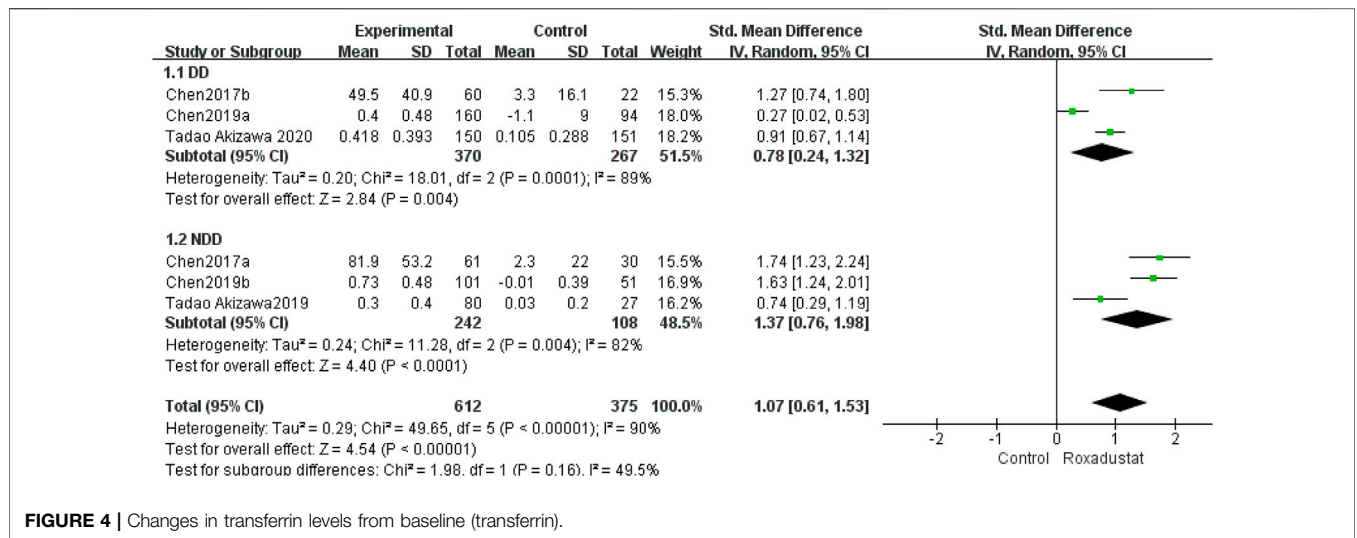 Experimental Control Std. Mean Difference Std. Mean Difference
Study or Subgroup Mean SD Total Mean SD Total Weight IV, Random, 95% CI IV, Random, 95% CI
1.1 DD
Chen2017b 49.5 40.9 60 3.3 16.1 22 15.3% 1.27 [0.74, 1.80]
Chen2019a 0.4 0.48 160 -1.1 9 94 18.0% 0.27 [0.02, 0.53]
Tadao Akizawa 2020 0.418 0.393 150 0.105 0.288 151 18.2% 0.91 [0.67, 1.14]
Subtotal (95% CI) 370 267 51.5% 0.78 [0.24, 1.32]
Heterogeneity: Tau² = 0.20; Chi² = 18.01, df = 2 (P = 0.0001); I² = 89%
Test for overall effect: Z = 2.84 (P = 0.004)
1.2 NDD
Chen2017a 81.9 53.2 61 2.3 22 30 15.5% 1.74 [1.23, 2.24]
Chen2019b 0.73 0.48 101 -0.01 0.39 51 16.9% 1.63 [1.24, 2.01]
Tadao Akizawa2019 0.3 0.4 80 0.03 0.2 27 16.2% 0.74 [0.29, 1.19]
Subtotal (95% CI) 242 108 48.5% 1.37 [0.76, 1.98]
Heterogeneity: Tau² = 0.24; Chi² = 11.28, df = 2 (P = 0.004); I² = 82%
Test for overall effect: Z = 4.40 (P < 0.0001)
Total (95% CI) 612 375 100.0% 1.07 [0.61, 1.53]
Heterogeneity: Tau² = 0.29; Chi² = 49.65, df = 5 (P < 0.00001); I² = 90%
Test for overall effect: Z = 4.54 (P < 0.00001)
Test for subgroup differences: Chi² = 1.98, df = 1 (P = 0.16), I² = 49.5%
-2 -1 0 1 2
Control Roxadustat
FIGURE 4 | Changes in transferrin levels from baseline (transferrin).